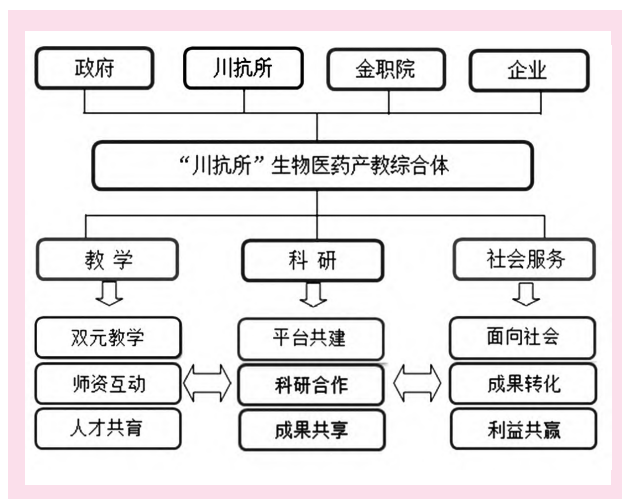 政府
川抗所
金职院
企业
“川抗所”生物医药产教综合体
教 学
科 研
社会服务
双元教学
平台共建
面向社会
师资互动
科研合作
成果转化
人才共育
成果共享
利益共赢